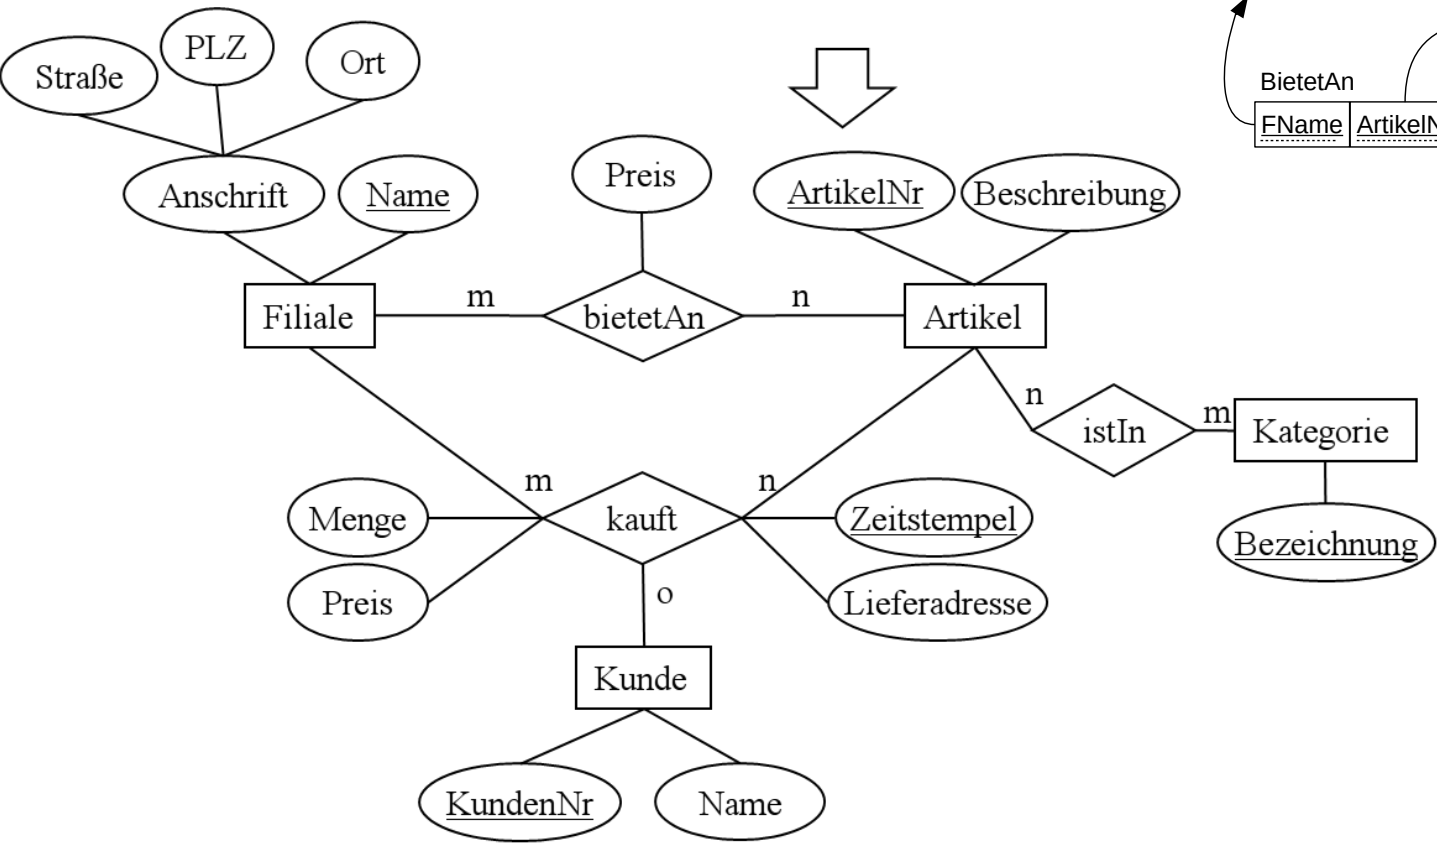 Straße
PLZ
Ort
BietetAn
FName
Anschrift
Name
Preis
ArtikelNr
Beschreibung
m
n
Filiale
bietetAn
Artikel
n
m
istIn
Kategorie
m
n
Menge
kauft
Zeitstempel
Bezeichnung
Preis
o
Lieferadresse
Kunde
KundenNr
Name